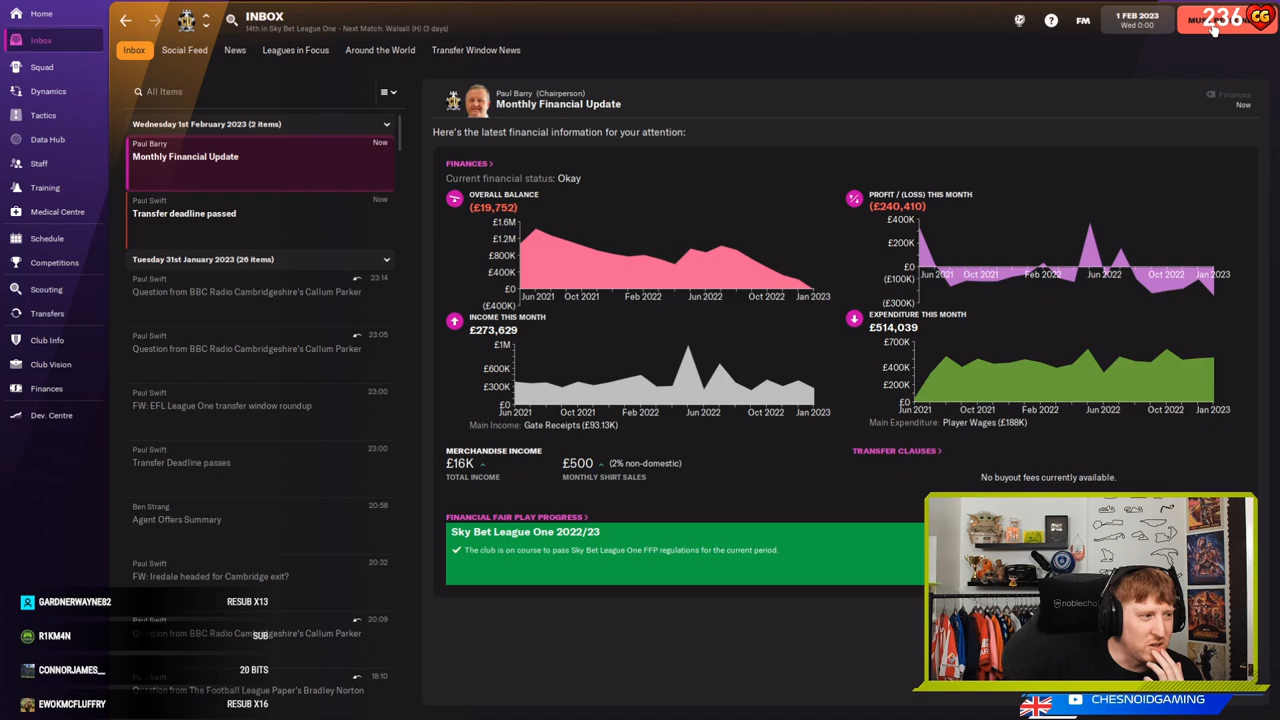 Home
Inbox
Squad
Dynamics
Tactics
Data Hub
Staff
Training
Medical Centre
Schedule
Competitions
Scouting
Transfers
Club Info
Club Vision
Finances
Dev. Centre
INBOX
14th in Sky Bet League One - Next Match: Walsall (H) (3 days)
FM
1 FEB 2023
Wed 0:00
236
CG
Inbox
Social Feed
News
Leagues in Focus
Around the World
Transfer Window News
All Items
Wednesday 1st February 2023 (2 items)
Paul Barry
Now
Monthly Financial Update
Paul Swift
Now
Transfer deadline passed
Tuesday 31st January 2023 (26 items)
Paul Swift
23:14
Question from BBC Radio Cambridgeshire's Callum Parker
Paul Swift
23:05
Question from BBC Radio Cambridgeshire's Callum Parker
Paul Swift
23:00
FW: EFL League One transfer window roundup
Paul Swift
23:00
Transfer Deadline passes
Ben Strang
20:58
Agent Offers Summary
Paul Swift
20:32
FW: Iredale headed for Cambridge exit?
Paul Swift
20:09
Question from BBC Radio Cambridgeshire's Callum Parker
Paul Swift
18:10
Question from The Football League Paper's Bradley Norton
GARDNERWAYNE82
RESUB X13
R1KM4N
SUB
CONNORJAMES__
20 BITS
EWOKMCFLUFFRY
RESUB X16
Paul Barry (Chairperson)
Monthly Financial Update
Finances
Now
Here's the latest financial information for your attention:
FINANCES >
Current financial status: Okay
OVERALL BALANCE
(£19,752)
£1.6M
£1.2M
£800K
£400K
£0
(£400K)
Jun 2021 Oct 2021 Feb 2022 Jun 2022 Oct 2022 Jan 2023
PROFIT / (LOSS) THIS MONTH
(£240,410)
£400K
£200K
£0
(£100K)
(£300K)
Jun 2021 Oct 2021 Feb 2022 Jun 2022 Oct 2022 Jan 2023
INCOME THIS MONTH
£273,629
£1M
£600K
£300K
£0
Jun 2021 Oct 2021 Feb 2022 Jun 2022 Oct 2022 Jan 2023
Main Income: Gate Receipts (£93.13K)
EXPENDITURE THIS MONTH
£514,039
£700K
£400K
£200K
£0
Jun 2021 Oct 2021 Feb 2022 Jun 2022 Oct 2022 Jan 2023
Main Expenditure: Player Wages (£188K)
MERCHANDISE INCOME
£16K
TOTAL INCOME
£500 (2% non-domestic)
MONTHLY SHIRT SALES
TRANSFER CLAUSES >
No buyout fees currently available.
FINANCIAL FAIR PLAY PROGRESS >
Sky Bet League One 2022/23
The club is on course to pass Sky Bet League One FFP regulations for the current period.
noblecha
CHESNOIDGAMING